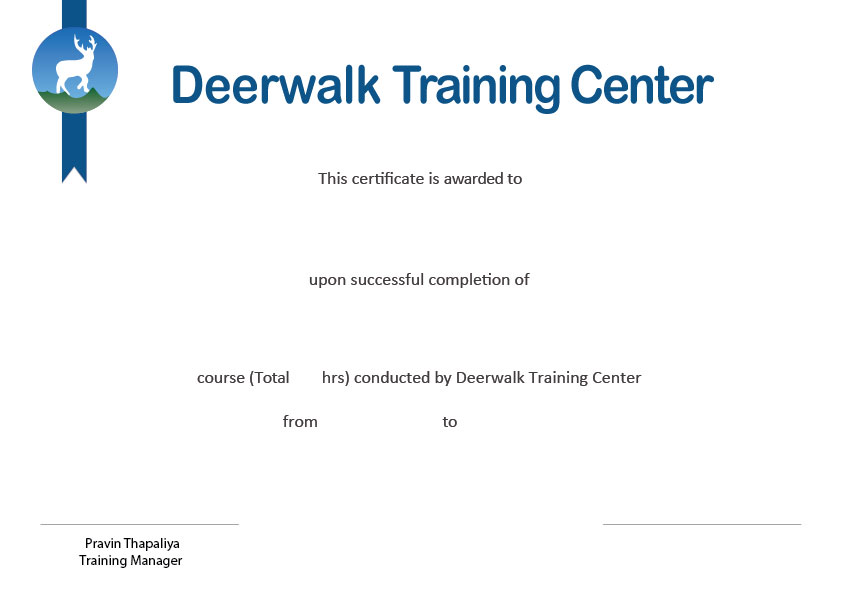 Deerwalk Training Center
This certificate is awarded to
upon successful completion of
course (Total hrs) conducted by Deerwalk Training Center
from to
Pravin Thapaliya
Training Manager